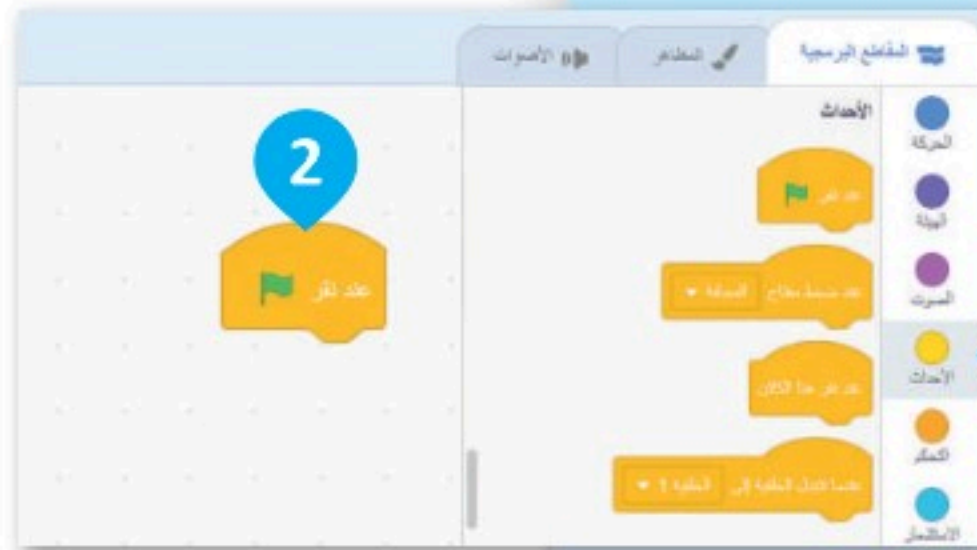 المقاطع البرمجية
المظاهر
الأصوات
الأحداث
الحركة
الهيئة
الصوت
الأحداث
التحكم
الاستشعار
عند نقر
عند ضغط مفتاح المسافة
عند نقر هذا الكائن
عندما تتبدل الخلفية إلى الخلفية 1
2
عند نقر